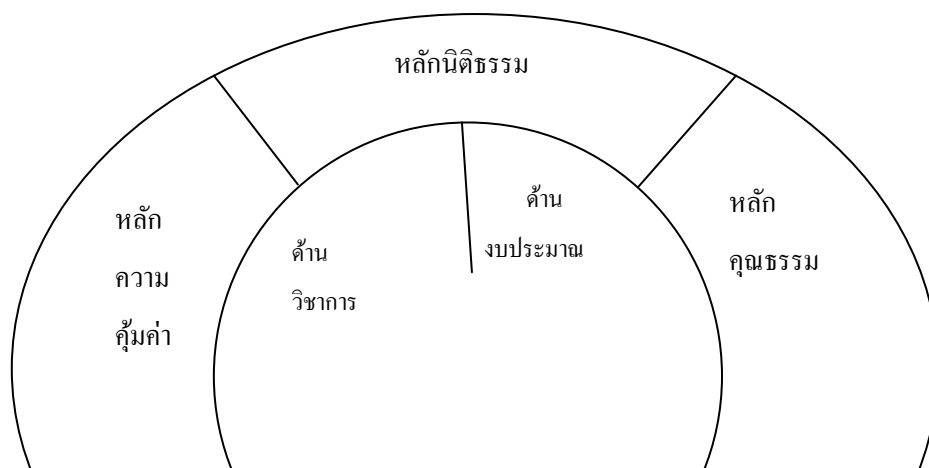 หลักนิติธรรม
หลัก
ความ
คุ้มค่า
ด้าน
วิชาการ
ด้าน
งบประมาณ
หลัก
คุณธรรม